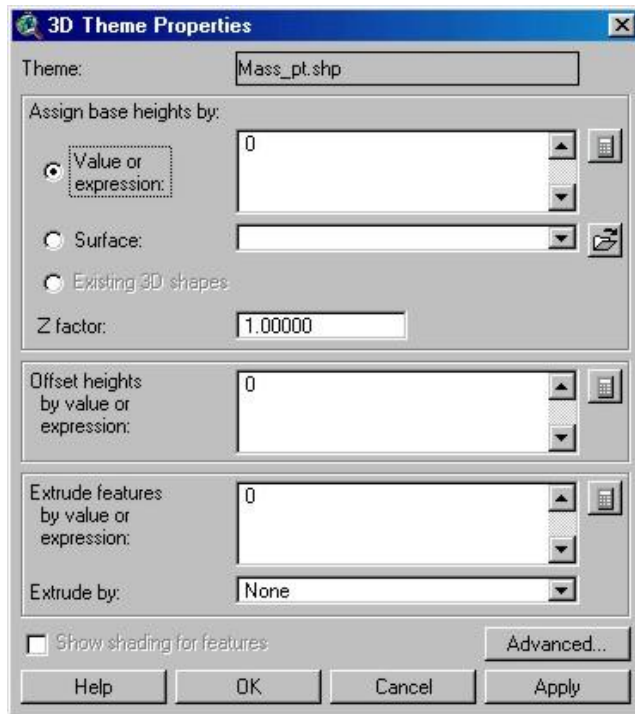 3D Theme Properties
Theme: Mass_pt.shp
Assign base heights by:
Value or
expression:
0
Surface:
Existing 3D shapes
Z factor: 1.00000
Offset heights
by value or
expression:
0
Extrude features
by value or
expression:
0
Extrude by: None
Show shading for features
Advanced...
Help OK Cancel Apply